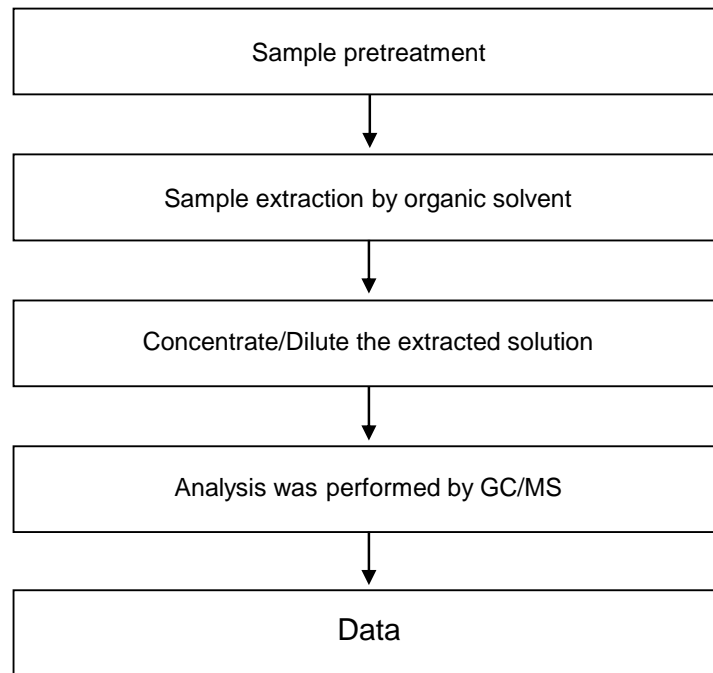 Sample pretreatment
Sample extraction by organic solvent
Concentrate/Dilute the extracted solution
Analysis was performed by GC/MS
Data